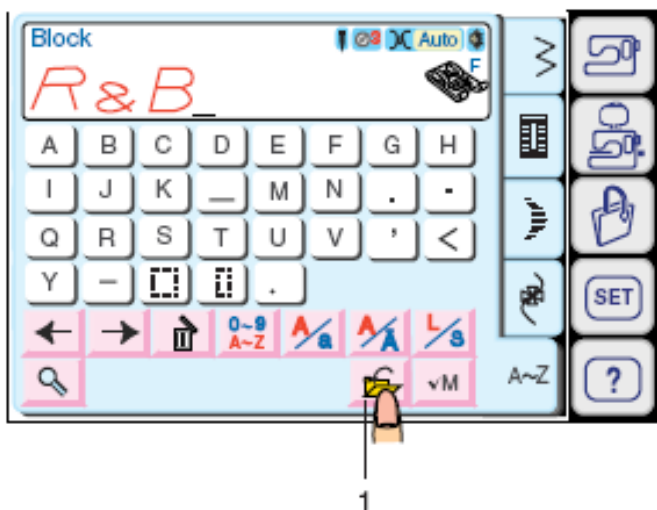 Block Auto
R&B_ F
A B C D E F G H
I J K _ M N . -
Q R S T U V ' <
Y – .
0~9 A~Z A/a A/Ä L/S
√M A~Z
SET
?
1